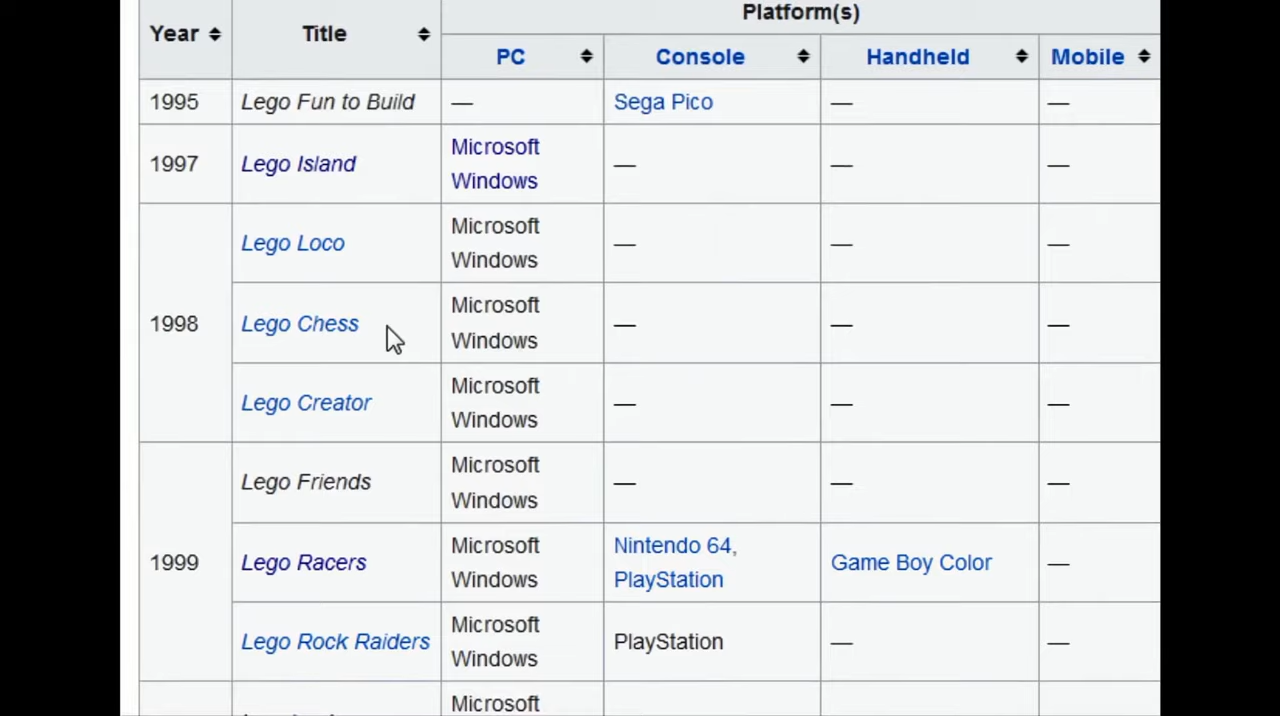 Platform(s)
Year Title
PC Console Handheld Mobile
1995 Lego Fun to Build — Sega Pico — —
1997 Lego Island Microsoft Windows — — —
1998 Lego Loco Microsoft Windows — — —
Lego Chess Microsoft Windows — — —
Lego Creator Microsoft Windows — — —
1999 Lego Friends Microsoft Windows — — —
Lego Racers Microsoft Windows Nintendo 64, PlayStation Game Boy Color —
Lego Rock Raiders Microsoft Windows PlayStation — —
Microsoft